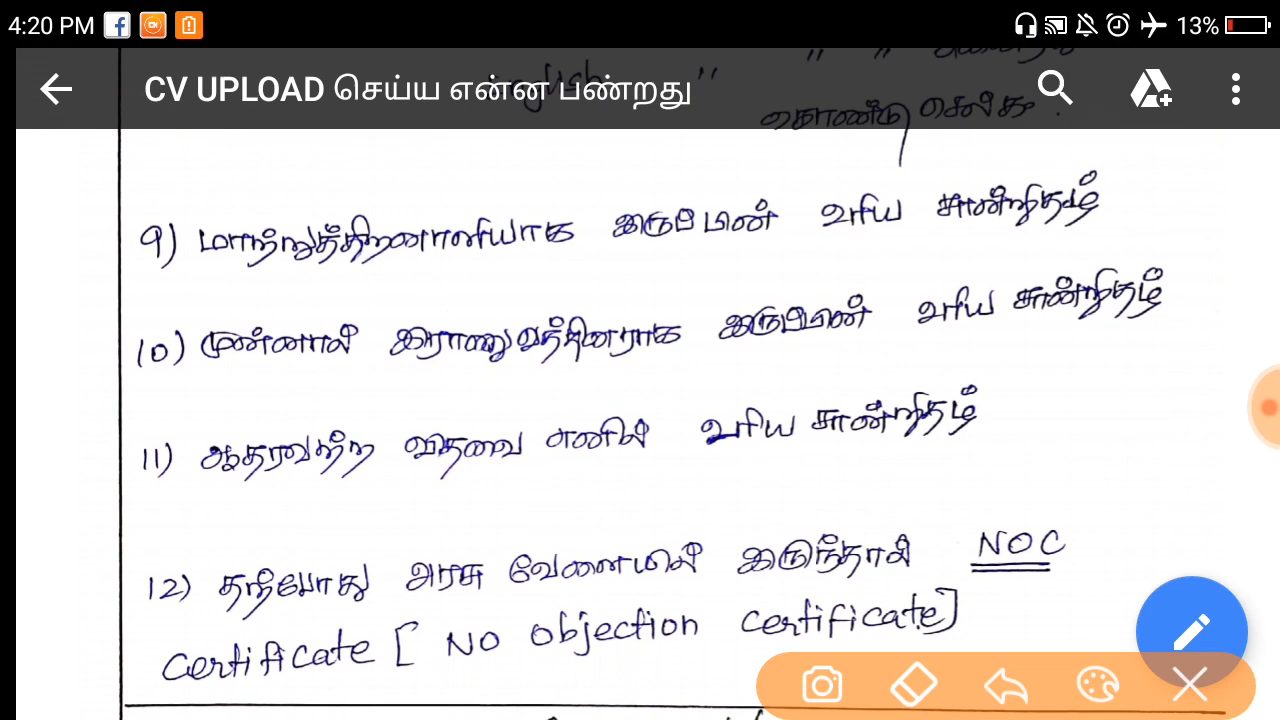 4:20 PM 13%
CV UPLOAD செய்ய என்ன பண்றது
கொண்டு செல்க.
9) மாற்றுத்திறனாளியாக இருப்பின் உரிய சான்றிதழ்
10) முன்னாள் இராணுவத்தினராக இருப்பின் உரிய சான்றிதழ்
11) ஆதரவற்ற விதவை எனில் உரிய சான்றிதழ்
12) தற்போது அரசு வேலையில் இருந்தால் NOC
certificate [ NO objection certificate]